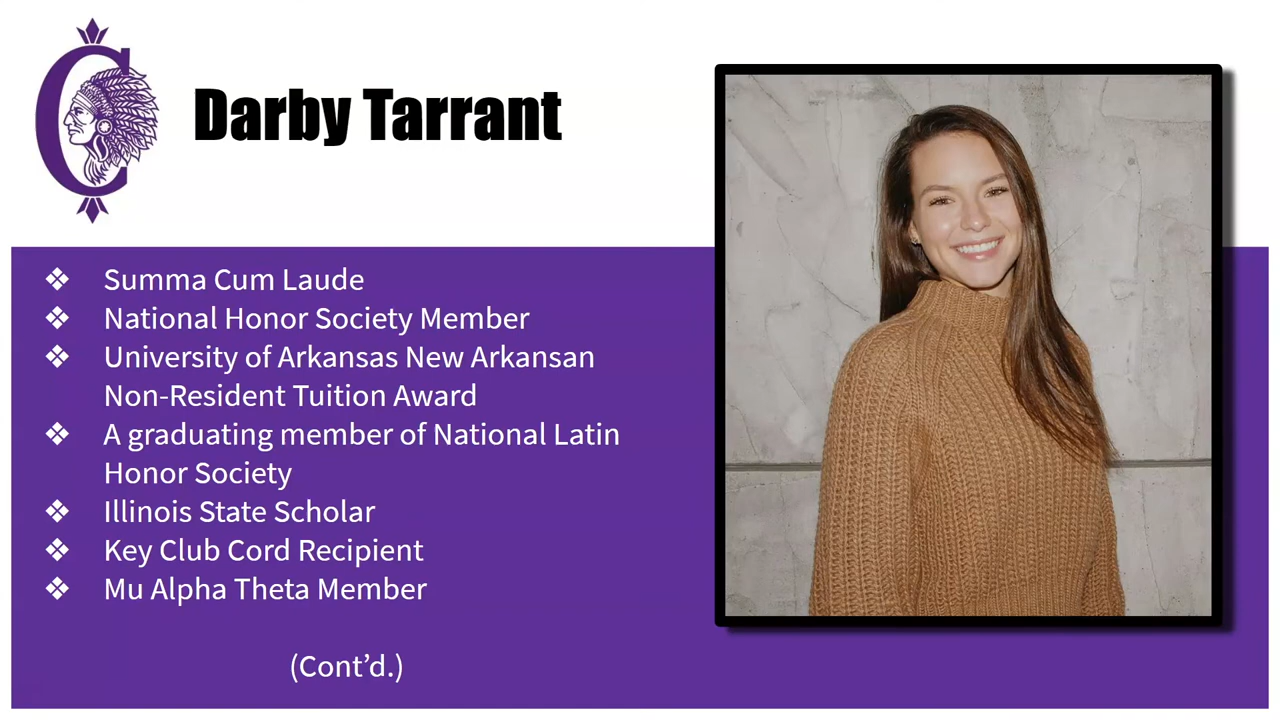 Darby Tarrant
❖ Summa Cum Laude
❖ National Honor Society Member
❖ University of Arkansas New Arkansan
Non-Resident Tuition Award
❖ A graduating member of National Latin
Honor Society
❖ Illinois State Scholar
❖ Key Club Cord Recipient
❖ Mu Alpha Theta Member
(Cont’d.)